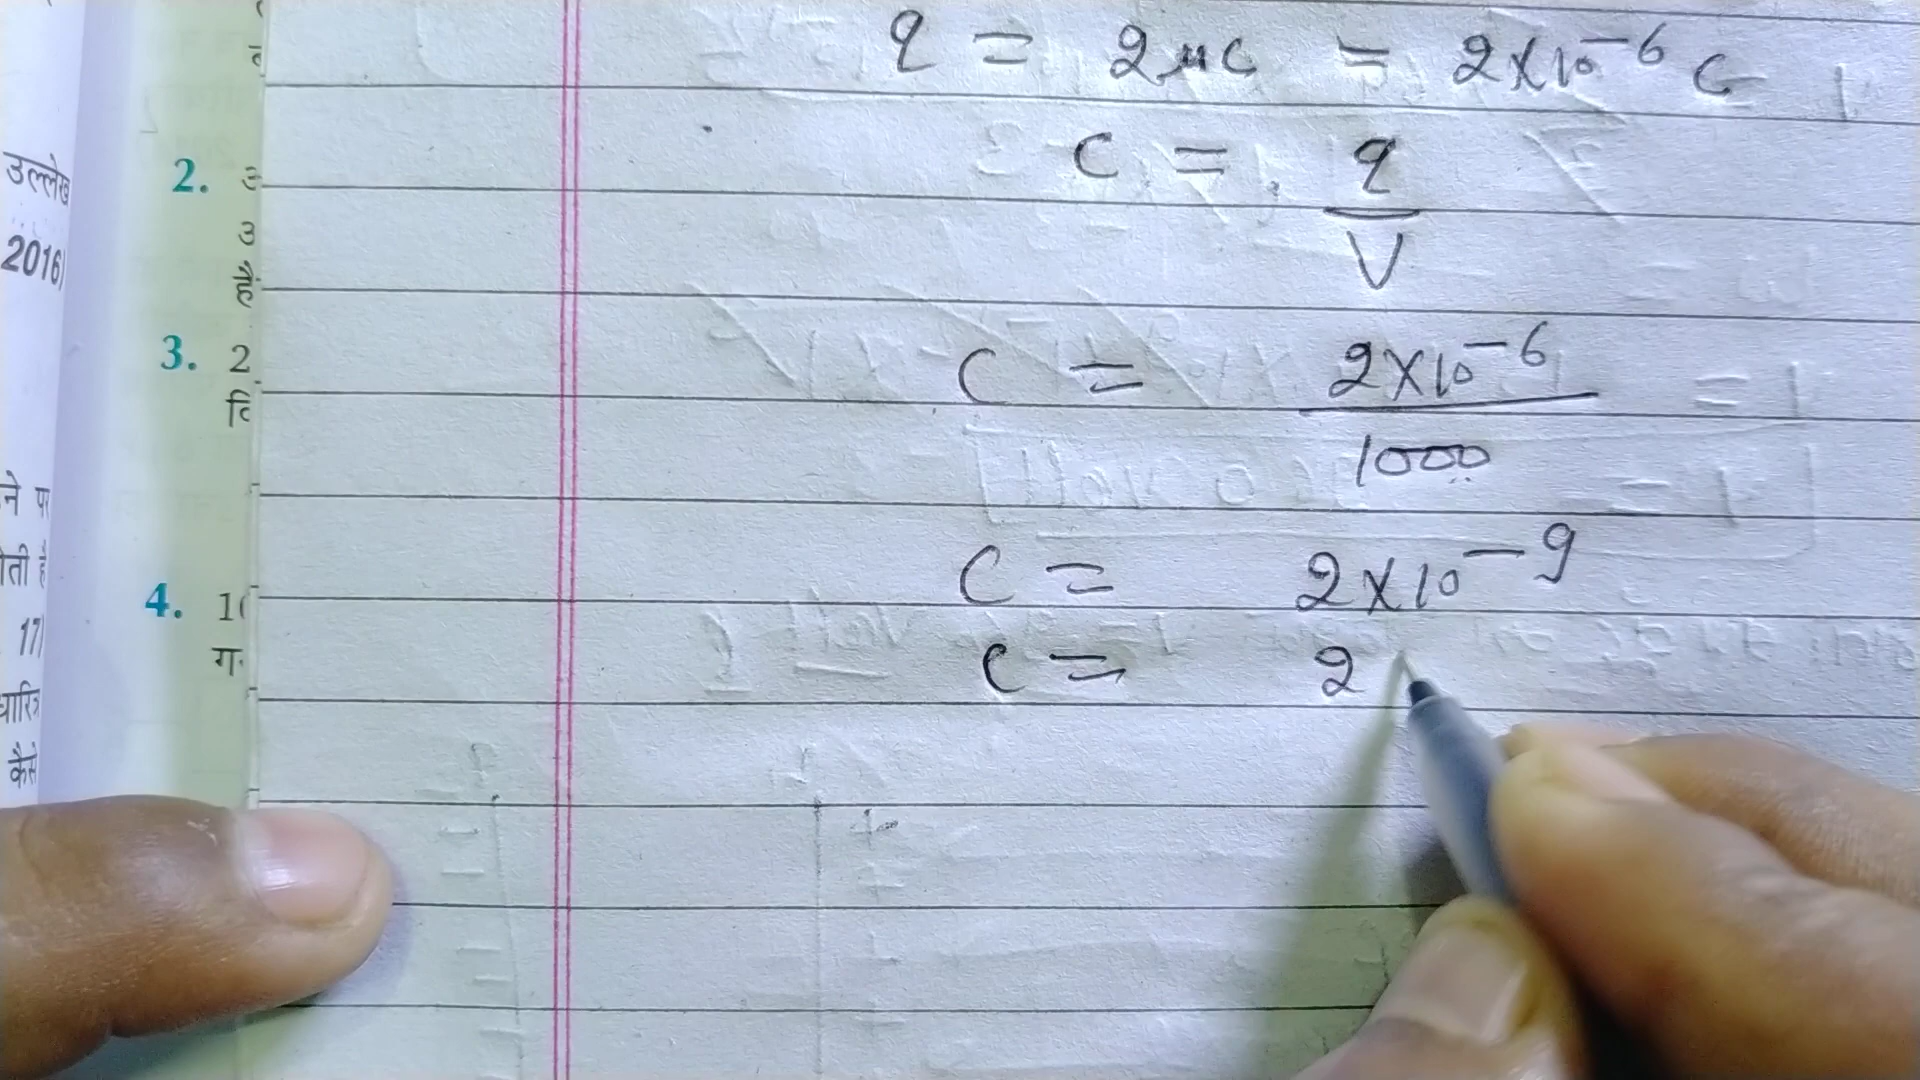 q = 2μc = 2×10⁻⁶ C
C = q
V
C = 2×10⁻⁶
1000
C = 2×10⁻⁹
C = 2
उल्लेख
2016)
2.
3. 2
4. 1
17)